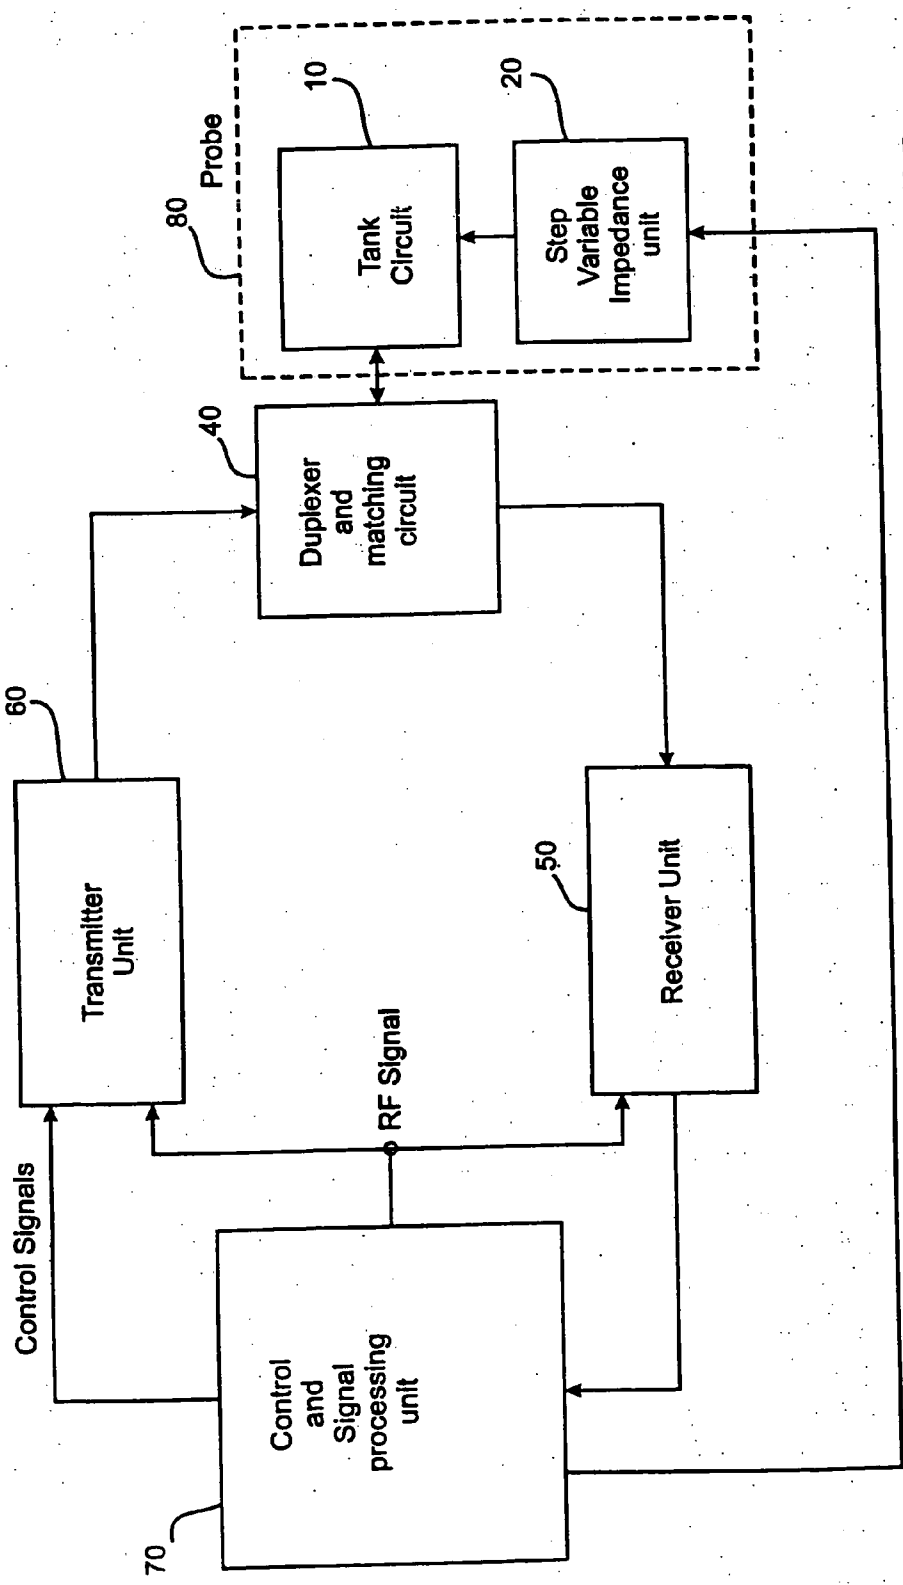 Control Signals
60
Transmitter
Unit
80
Probe
10
Tank
Circuit
20
Step
Variable
Impedance
unit
40
Duplexer
and
matching
circuit
RF Signal
50
Receiver Unit
70
Control
and
Signal
processing
unit